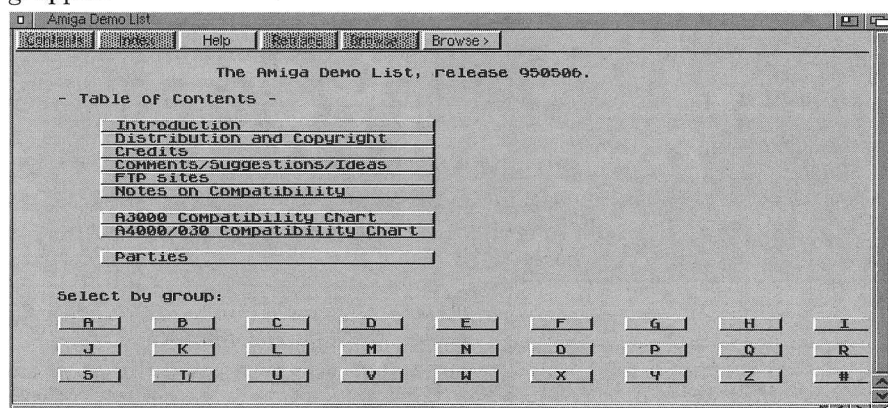 Amiga Demo List
Contents Index Help Retrace Browse Browse >
The Amiga Demo List, release 950506.
- Table of Contents -
Introduction
Distribution and Copyright
Credits
Comments/Suggestions/Ideas
FTP sites
Notes on Compatibility
A3000 Compatibility Chart
A4000/030 Compatibility Chart
Parties
Select by group:
A B C D E F G H I
J K L M N O P Q R
S T U V W X Y Z #